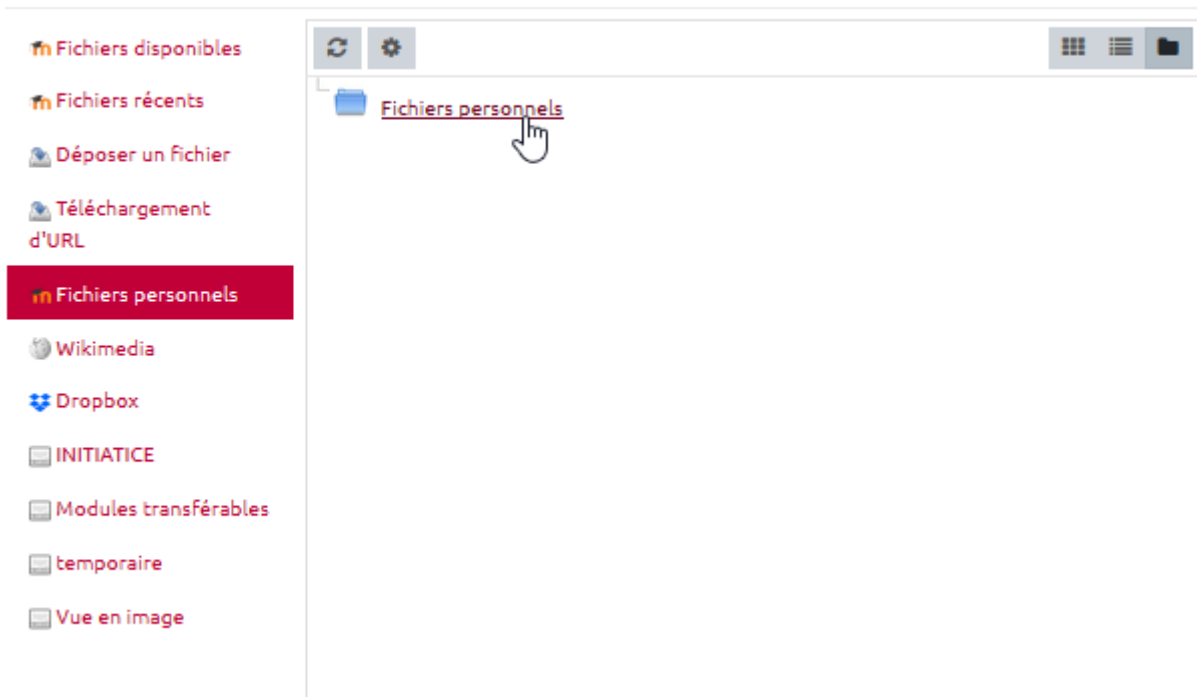 Fichiers disponibles
Fichiers récents
Déposer un fichier
Téléchargement
d'URL
Fichiers personnels
Wikimedia
Dropbox
INITIATICE
Modules transférables
temporaire
Vue en image
Fichiers personnels